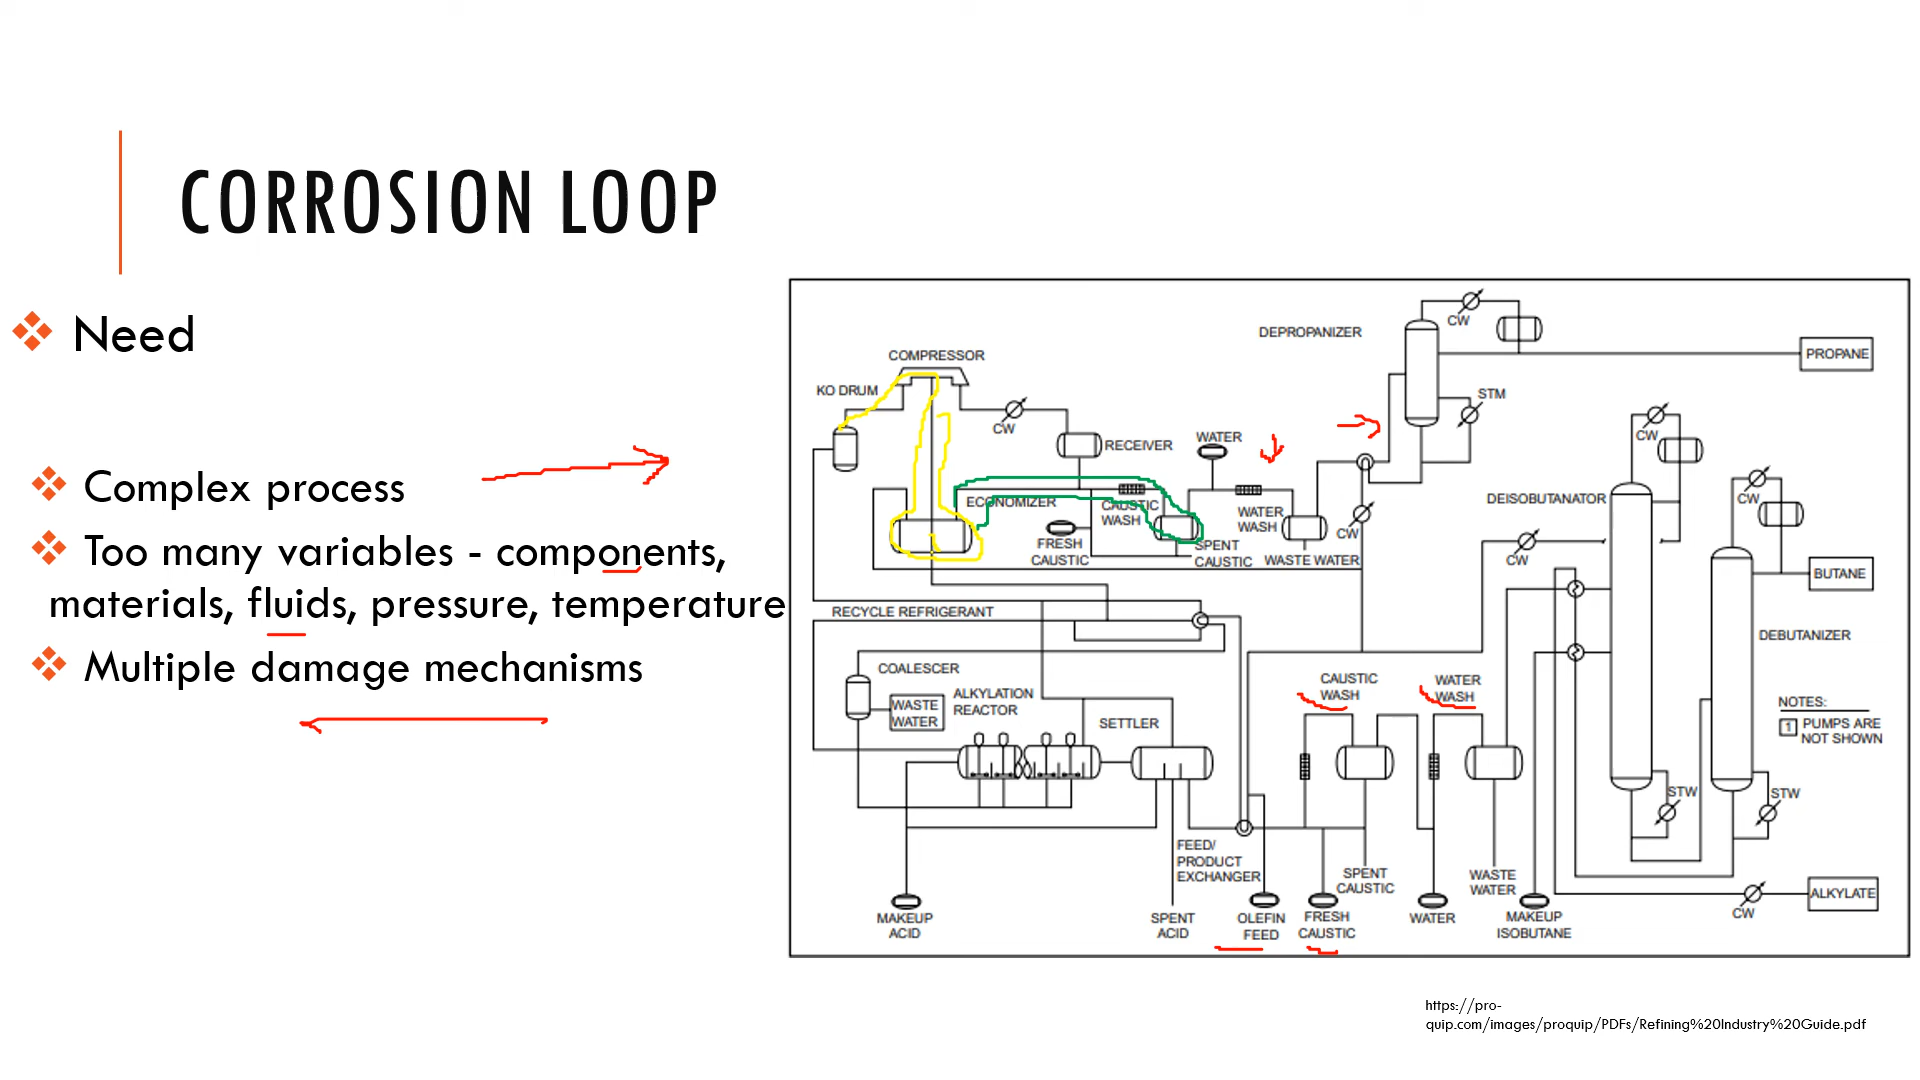 CORROSION LOOP
Need
Complex process
Too many variables - components,
materials, fluids, pressure, temperature
Multiple damage mechanisms
COMPRESSOR
KO DRUM
CW
RECEIVER
ECONOMIZER
CAUSTIC
WASH
FRESH
CAUSTIC
SPENT
CAUSTIC
WATER
WATER
WASH
WASTE WATER
CW
DEPROPANIZER
CW
STM
PROPANE
DEISOBUTANATOR
CW
CW
CW
BUTANE
DEBUTANIZER
RECYCLE REFRIGERANT
COALESCER
WASTE
WATER
ALKYLATION
REACTOR
SETTLER
CAUSTIC
WASH
WATER
WASH
NOTES:
1 PUMPS ARE
NOT SHOWN
STW
STW
FEED/
PRODUCT
EXCHANGER
SPENT
CAUSTIC
WASTE
WATER
CW
ALKYLATE
MAKEUP
ACID
SPENT
ACID
OLEFIN
FEED
FRESH
CAUSTIC
WATER
MAKEUP
ISOBUTANE
https://pro-
quip.com/images/proquip/PDFs/Refining%20Industry%20Guide.pdf